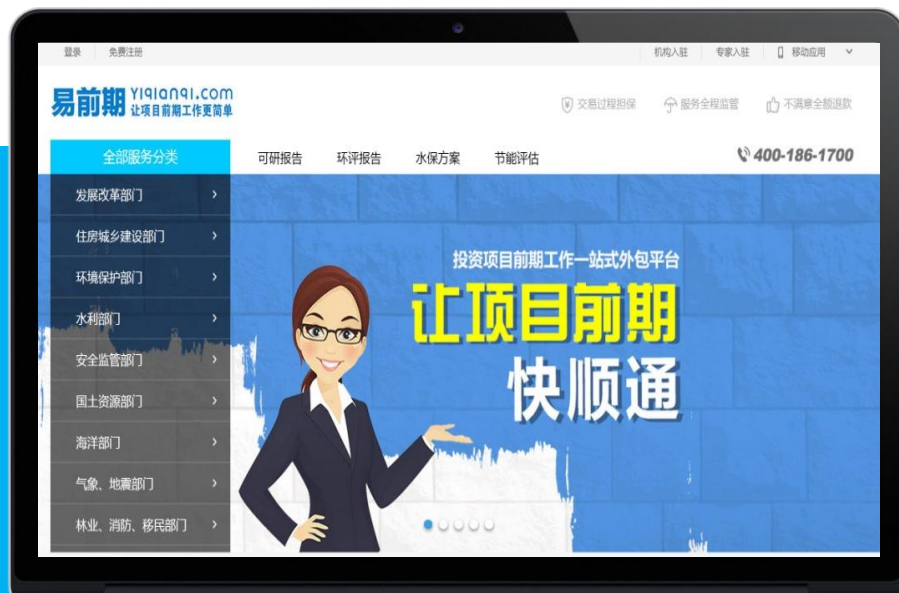 登录 免费注册 机构入驻 专家入驻 移动应用
易前期 YIQIANQI.COM
让项目前期工作更简单
交易过程担保 服务全程监管 不满意全额退款
全部服务分类 可研报告 环评报告 水保方案 节能评估 400-186-1700
发展改革部门
住房城乡建设部门
环境保护部门
水利部门
安全监管部门
国土资源部门
海洋部门
气象、地震部门
林业、消防、移民部门
投资项目前期工作一站式外包平台
让项目前期
快顺通